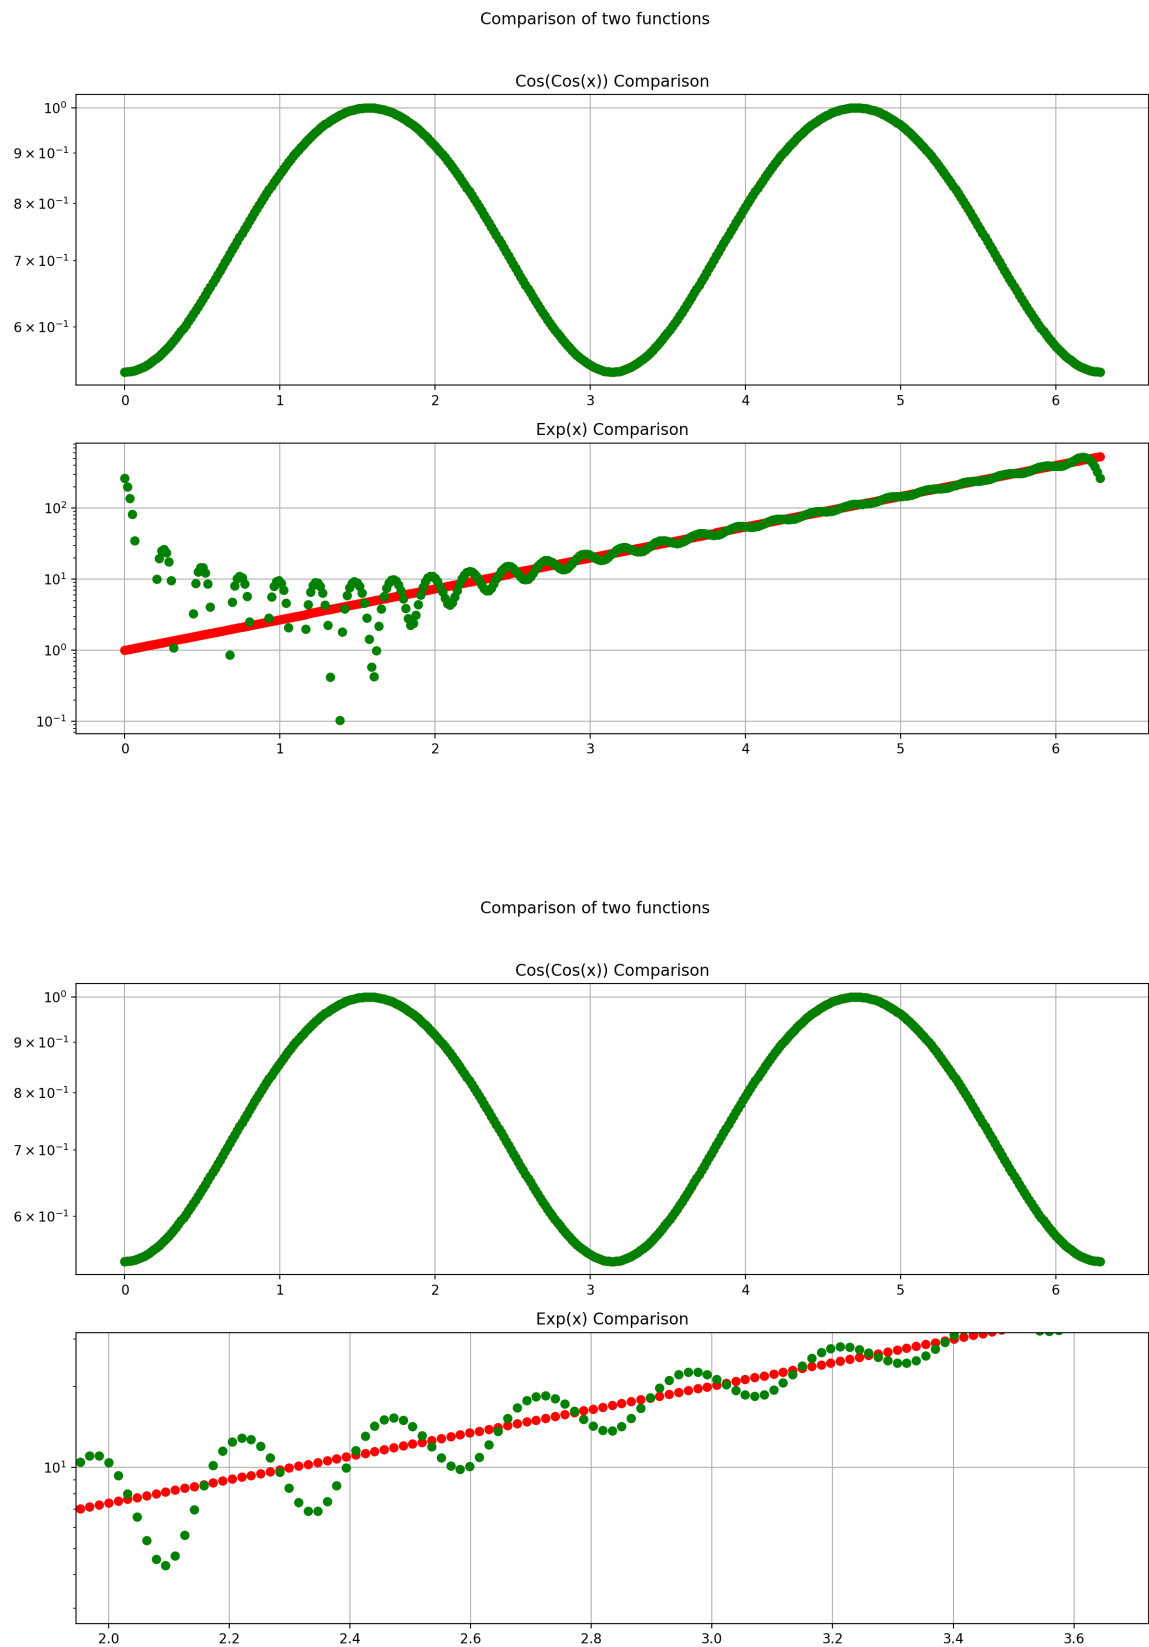 Comparison of two functions
Cos(Cos(x)) Comparison
10⁰
9 × 10⁻¹
8 × 10⁻¹
7 × 10⁻¹
6 × 10⁻¹
0 1 2 3 4 5 6
Exp(x) Comparison
10²
10¹
10⁰
10⁻¹
0 1 2 3 4 5 6
Comparison of two functions
Cos(Cos(x)) Comparison
10⁰
9 × 10⁻¹
8 × 10⁻¹
7 × 10⁻¹
6 × 10⁻¹
0 1 2 3 4 5 6
Exp(x) Comparison
10¹
2.0 2.2 2.4 2.6 2.8 3.0 3.2 3.4 3.6